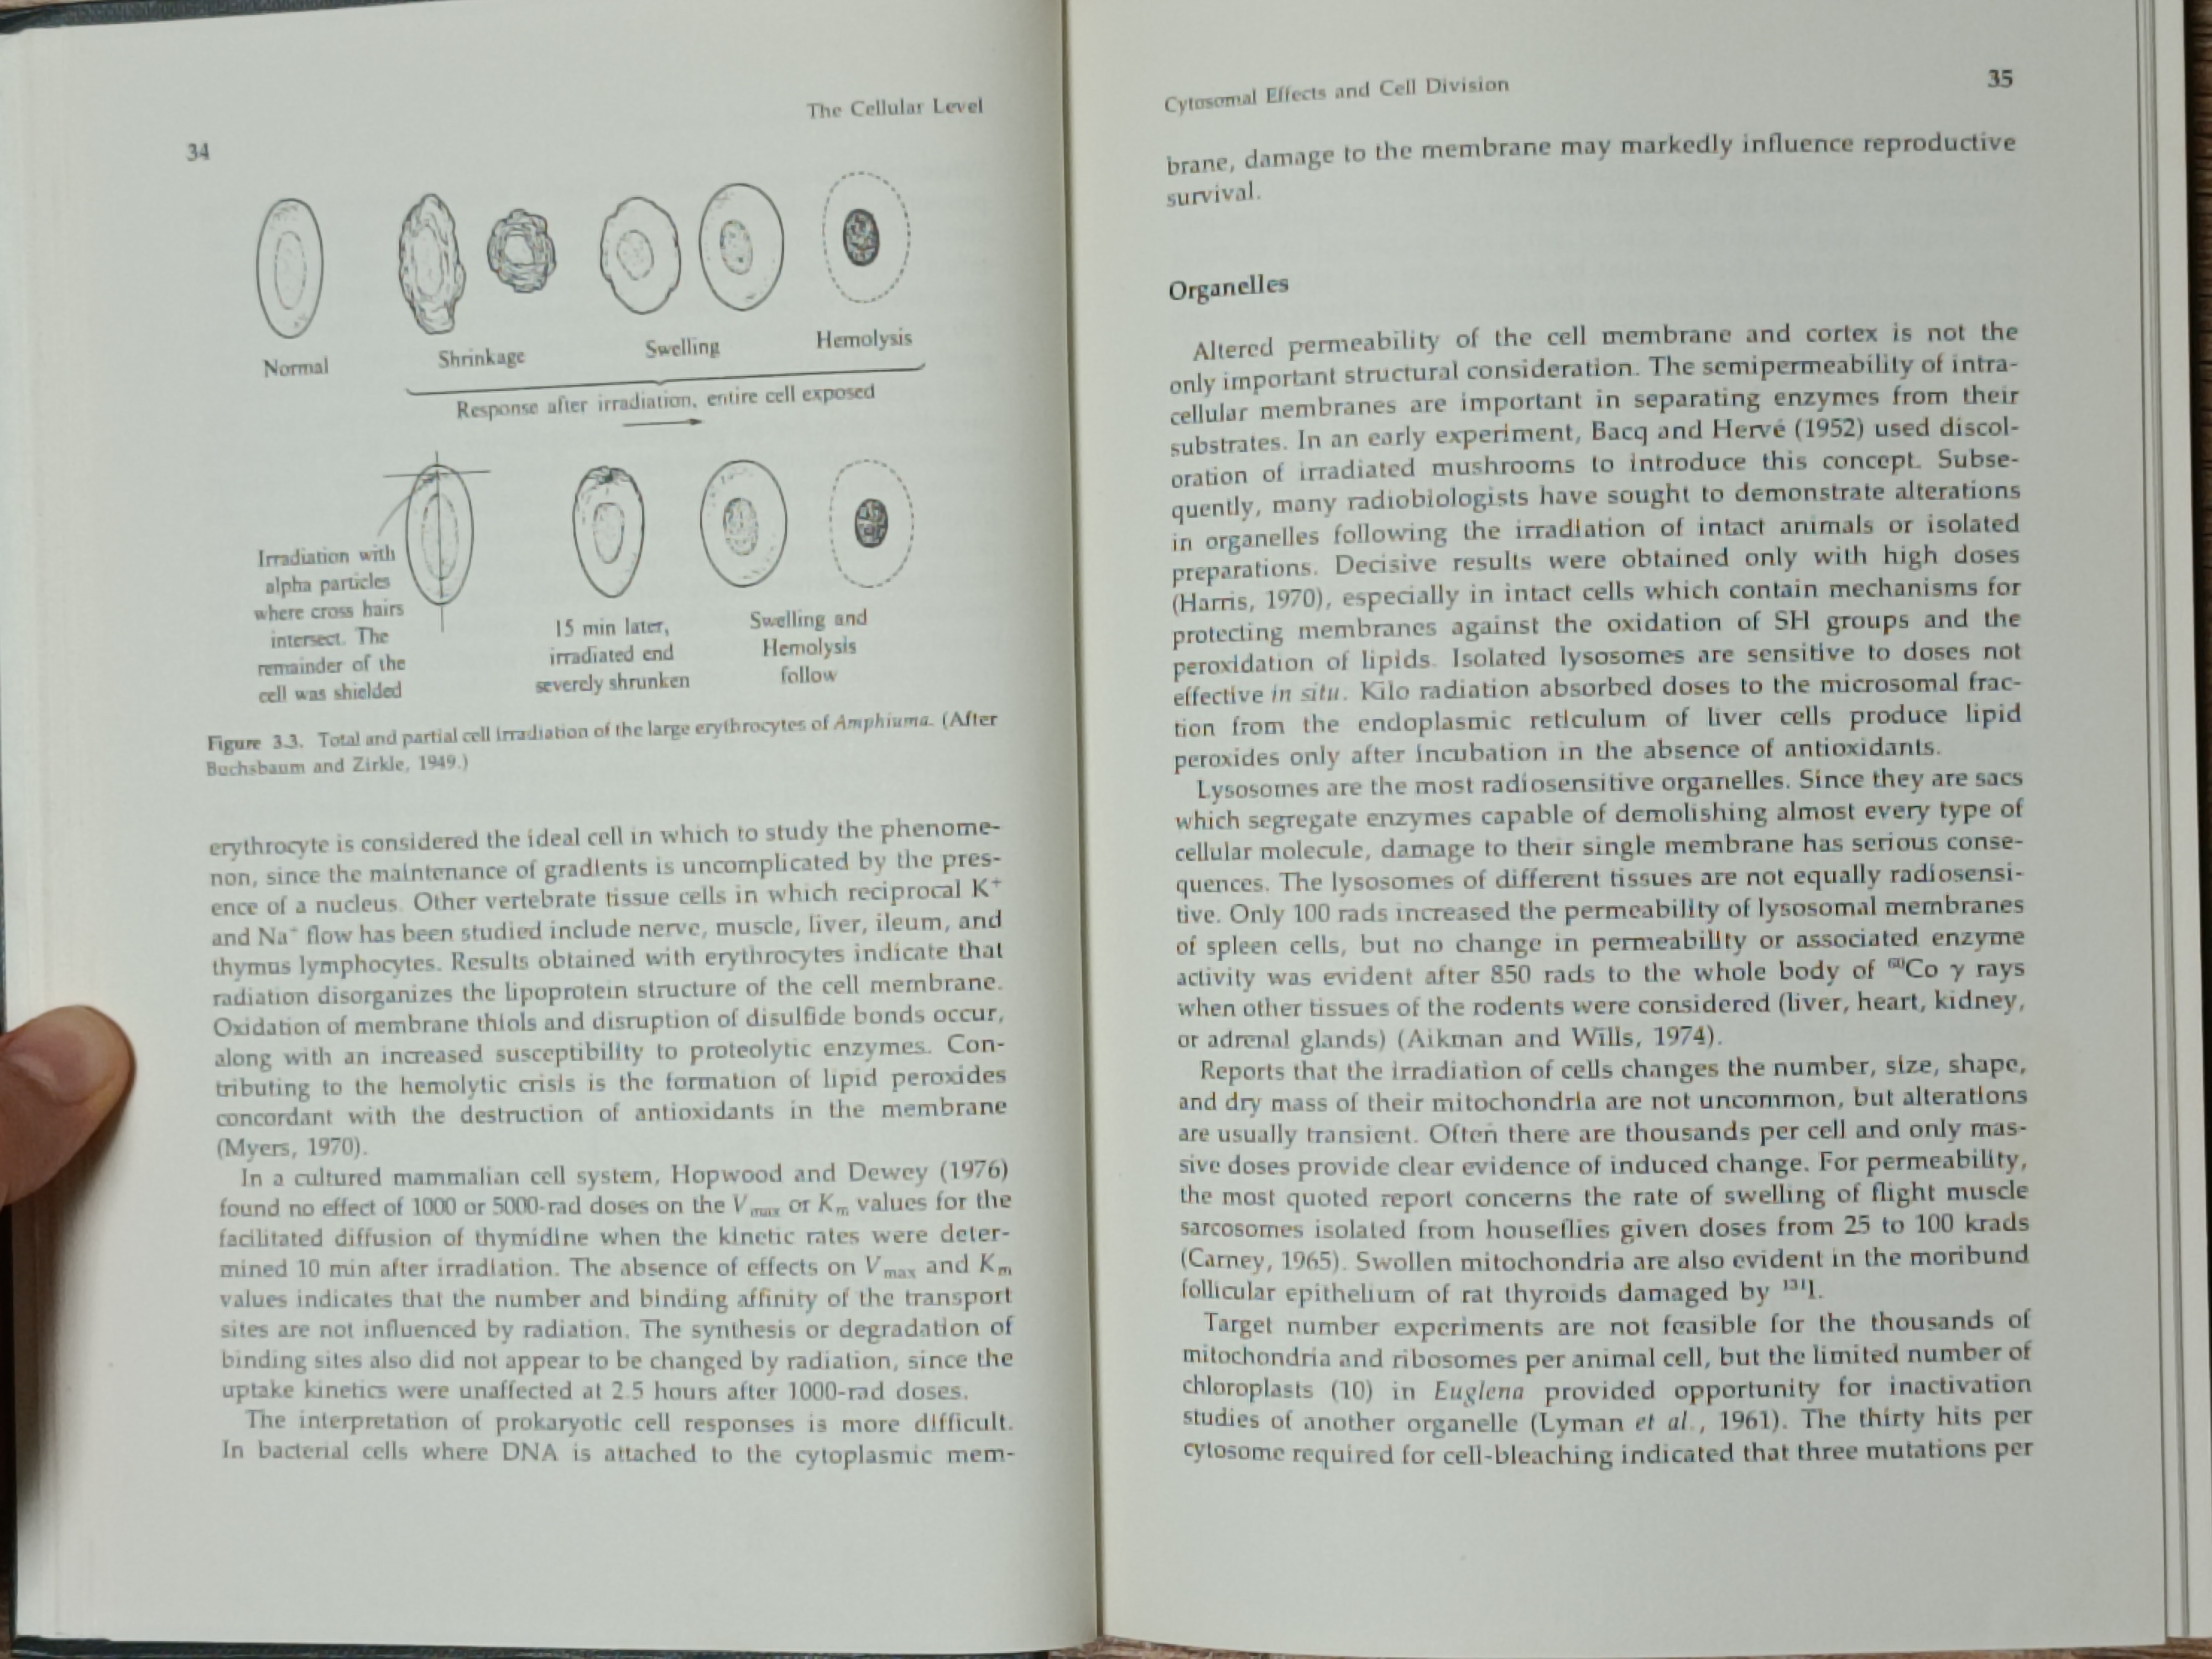 The Cellular Level
34
Normal
Shrinkage
Swelling
Hemolysis
Response after irradiation, entire cell exposed
Irradiation with
alpha particles
where cross hairs
intersect. The
remainder of the
cell was shielded
15 min later,
irradiated end
severely shrunken
Swelling and
Hemolysis
follow
Figure 3.3. Total and partial cell irradiation of the large erythrocytes of Amphiuma. (After
Buchsbaum and Zirkle, 1949.)
erythrocyte is considered the ideal cell in which to study the phenome-
non, since the maintenance of gradients is uncomplicated by the pres-
ence of a nucleus. Other vertebrate tissue cells in which reciprocal K⁺
and Na⁺ flow has been studied include nerve, muscle, liver, ileum, and
thymus lymphocytes. Results obtained with erythrocytes indicate that
radiation disorganizes the lipoprotein structure of the cell membrane.
Oxidation of membrane thiols and disruption of disulfide bonds occur,
along with an increased susceptibility to proteolytic enzymes. Con-
tributing to the hemolytic crisis is the formation of lipid peroxides
concordant with the destruction of antioxidants in the membrane
(Myers, 1970).
In a cultured mammalian cell system, Hopwood and Dewey (1976)
found no effect of 1000 or 5000-rad doses on the Vmax or Km values for the
facilitated diffusion of thymidine when the kinetic rates were deter-
mined 10 min after irradiation. The absence of effects on Vmax and Km
values indicates that the number and binding affinity of the transport
sites are not influenced by radiation. The synthesis or degradation of
binding sites also did not appear to be changed by radiation, since the
uptake kinetics were unaffected at 2.5 hours after 1000-rad doses.
The interpretation of prokaryotic cell responses is more difficult.
In bacterial cells where DNA is attached to the cytoplasmic mem-
Cytosomal Effects and Cell Division
35
brane, damage to the membrane may markedly influence reproductive
survival.
Organelles
Altered permeability of the cell membrane and cortex is not the
only important structural consideration. The semipermeability of intra-
cellular membranes are important in separating enzymes from their
substrates. In an early experiment, Bacq and Hervé (1952) used discol-
oration of irradiated mushrooms to introduce this concept. Subse-
quently, many radiobiologists have sought to demonstrate alterations
in organelles following the irradiation of intact animals or isolated
preparations. Decisive results were obtained only with high doses
(Harris, 1970), especially in intact cells which contain mechanisms for
protecting membranes against the oxidation of SH groups and the
peroxidation of lipids. Isolated lysosomes are sensitive to doses not
effective in situ. Kilo radiation absorbed doses to the microsomal frac-
tion from the endoplasmic reticulum of liver cells produce lipid
peroxides only after incubation in the absence of antioxidants.
Lysosomes are the most radiosensitive organelles. Since they are sacs
which segregate enzymes capable of demolishing almost every type of
cellular molecule, damage to their single membrane has serious conse-
quences. The lysosomes of different tissues are not equally radiosensi-
tive. Only 100 rads increased the permeability of lysosomal membranes
of spleen cells, but no change in permeability or associated enzyme
activity was evident after 850 rads to the whole body of ⁶⁰Co γ rays
when other tissues of the rodents were considered (liver, heart, kidney,
or adrenal glands) (Aikman and Wills, 1974).
Reports that the irradiation of cells changes the number, size, shape,
and dry mass of their mitochondria are not uncommon, but alterations
are usually transient. Often there are thousands per cell and only mas-
sive doses provide clear evidence of induced change. For permeability,
the most quoted report concerns the rate of swelling of flight muscle
sarcosomes isolated from houseflies given doses from 25 to 100 krads
(Carney, 1965). Swollen mitochondria are also evident in the moribund
follicular epithelium of rat thyroids damaged by ¹³¹I.
Target number experiments are not feasible for the thousands of
mitochondria and ribosomes per animal cell, but the limited number of
chloroplasts (10) in Euglena provided opportunity for inactivation
studies of another organelle (Lyman et al., 1961). The thirty hits per
cytosome required for cell-bleaching indicated that three mutations per